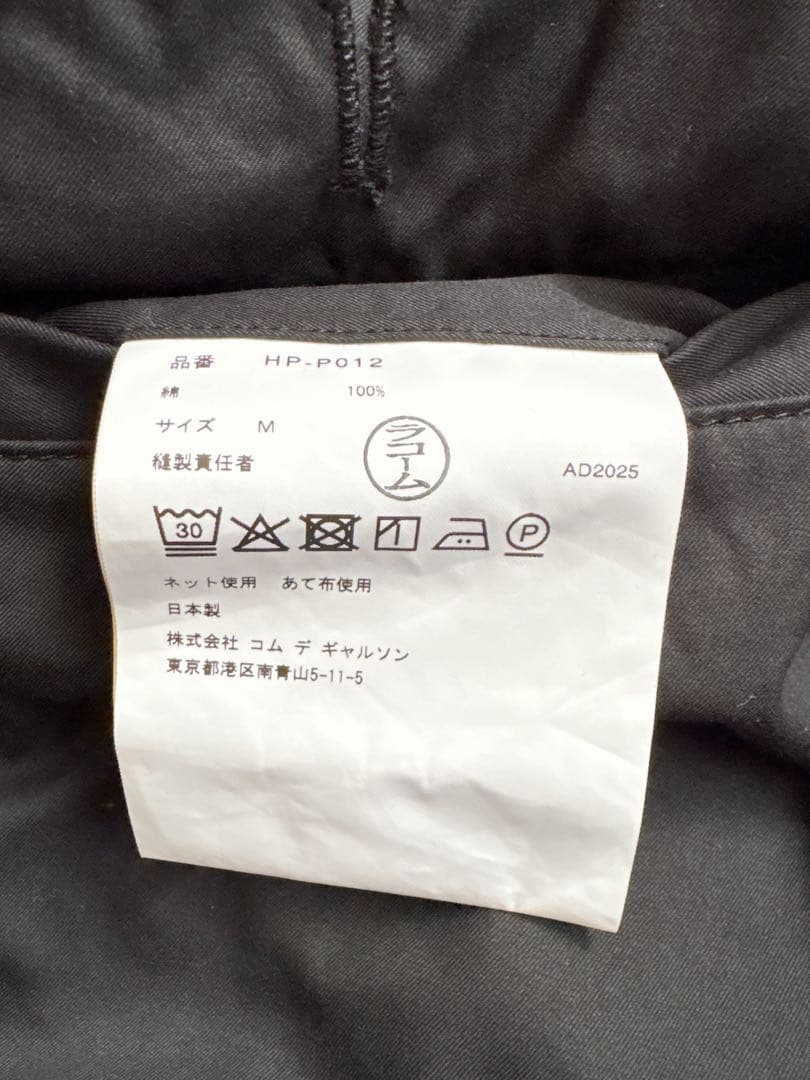 品番 HP-P012
綿 100%
サイズ M
縫製責任者 ラコーム AD2025
30 P
ネット使用 あて布使用
日本製
株式会社 コム デ ギャルソン
東京都港区南青山5-11-5